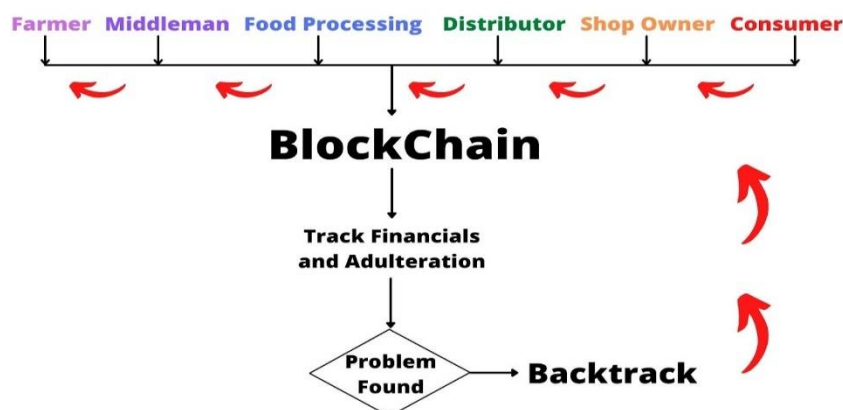 Farmer Middleman Food Processing Distributor Shop Owner Consumer
BlockChain
Track Financials
and Adulteration
Problem
Found
Backtrack